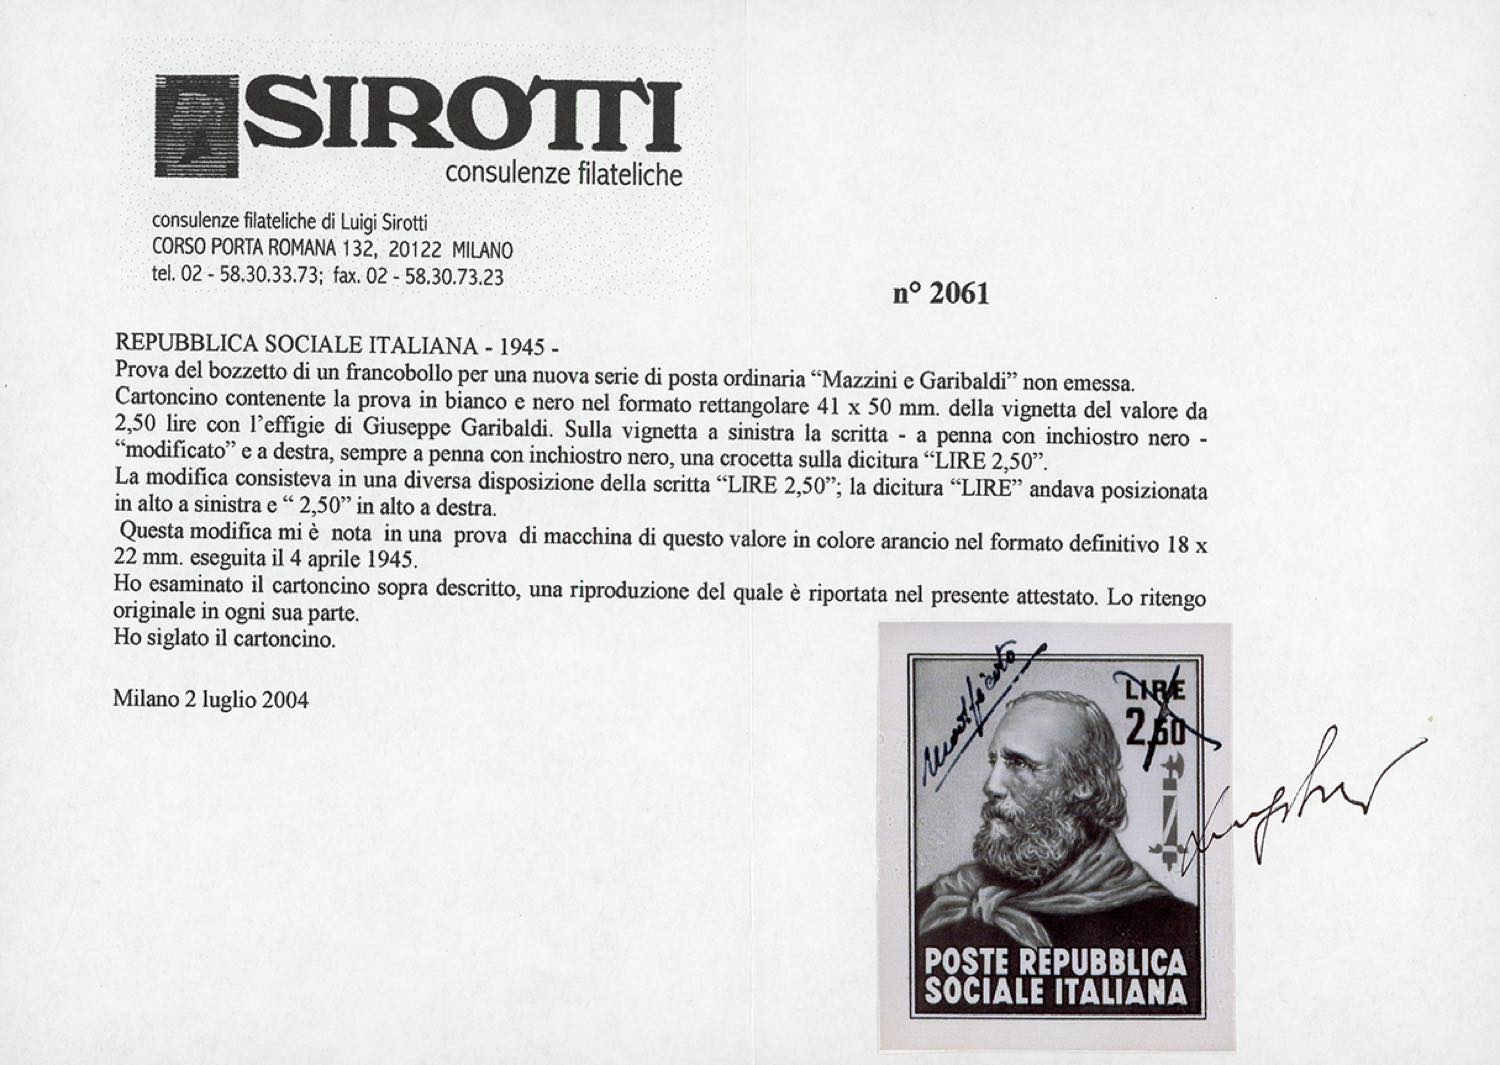 SIROTTI
consulenze filateliche
consulenze filateliche di Luigi Sirotti
CORSO PORTA ROMANA 132, 20122 MILANO
tel. 02 - 58.30.33.73; fax. 02 - 58.30.73.23
n° 2061
REPUBBLICA SOCIALE ITALIANA - 1945 -
Prova del bozzetto di un francobollo per una nuova serie di posta ordinaria “Mazzini e Garibaldi” non emessa.
Cartoncino contenente la prova in bianco e nero nel formato rettangolare 41 x 50 mm. della vignetta del valore da
2,50 lire con l’effigie di Giuseppe Garibaldi. Sulla vignetta a sinistra la scritta - a penna con inchiostro nero -
“modificato” e a destra, sempre a penna con inchiostro nero, una crocetta sulla dicitura “LIRE 2,50”.
La modifica consisteva in una diversa disposizione della scritta “LIRE 2,50”; la dicitura “LIRE” andava posizionata
in alto a sinistra e “ 2,50” in alto a destra.
Questa modifica mi è nota in una prova di macchina di questo valore in colore arancio nel formato definitivo 18 x
22 mm. eseguita il 4 aprile 1945.
Ho esaminato il cartoncino sopra descritto, una riproduzione del quale è riportata nel presente attestato. Lo ritengo
originale in ogni sua parte.
Ho siglato il cartoncino.
Milano 2 luglio 2004
modificato
LIRE
2,50
POSTE REPUBBLICA
SOCIALE ITALIANA